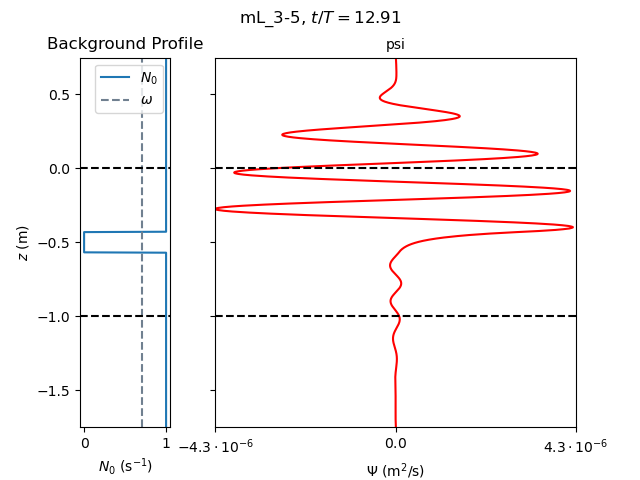 mL_3-5, t/T = 12.91
Background Profile
psi
N₀
ω
0.5
0.0
−0.5
−1.0
−1.5
z (m)
0
1
−4.3 · 10⁻⁶
0.0
4.3 · 10⁻⁶
N₀ (s⁻¹)
Ψ (m²/s)